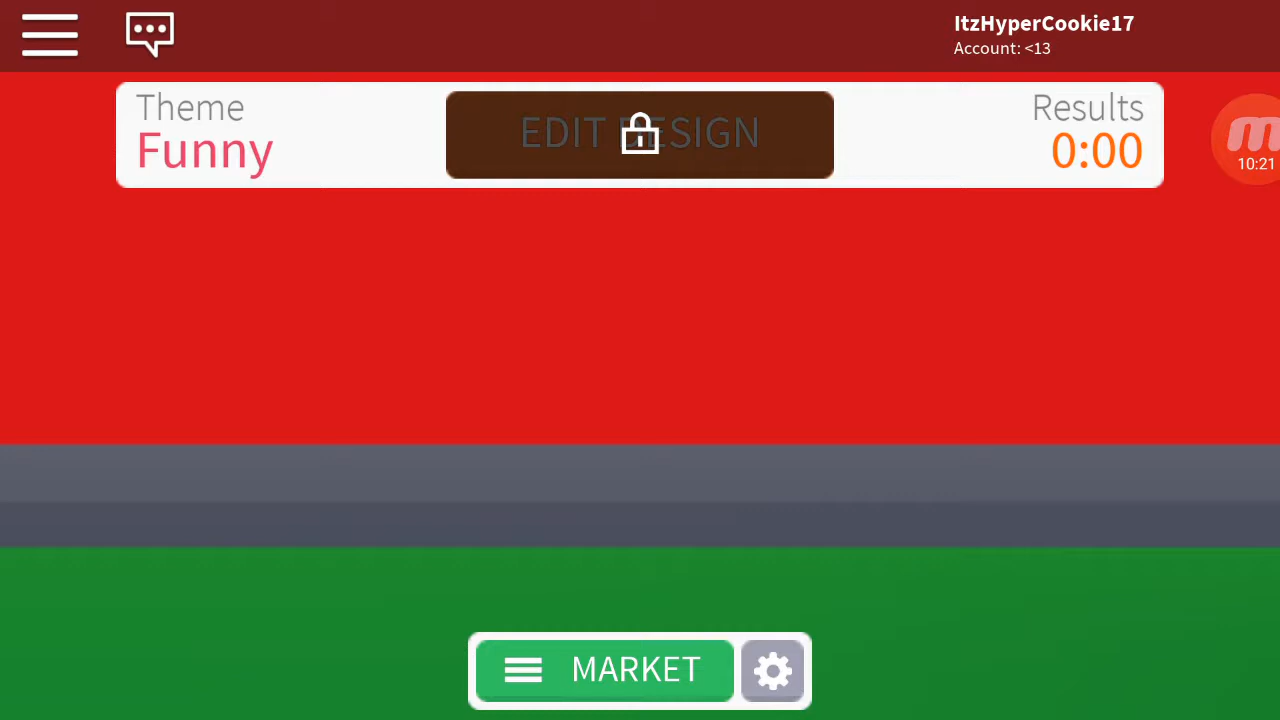 ItzHyperCookie17
Account: <13
Theme
Funny
EDIT DESIGN
Results
0:00
10:21
MARKET